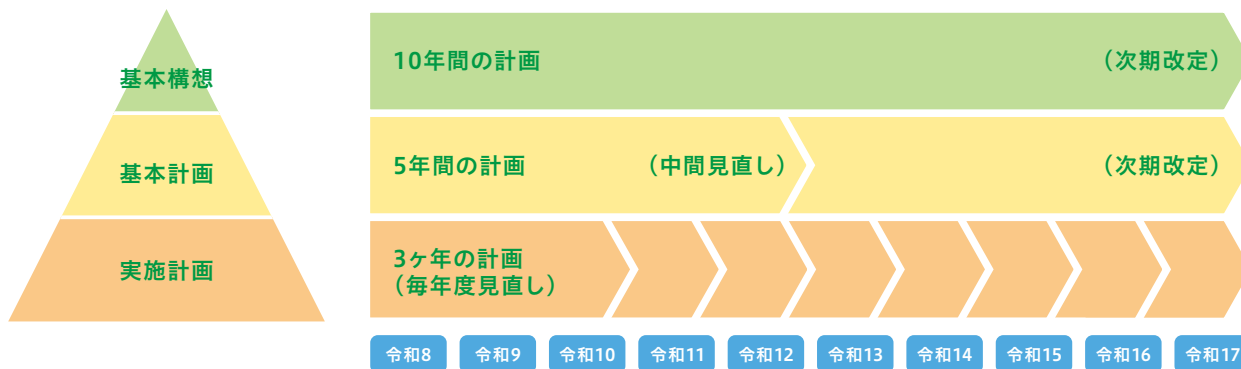 基本構想
10年間の計画
（次期改定）
基本計画
5年間の計画
（中間見直し）
（次期改定）
実施計画
3ヶ年の計画
（毎年度見直し）
令和8
令和9
令和10
令和11
令和12
令和13
令和14
令和15
令和16
令和17